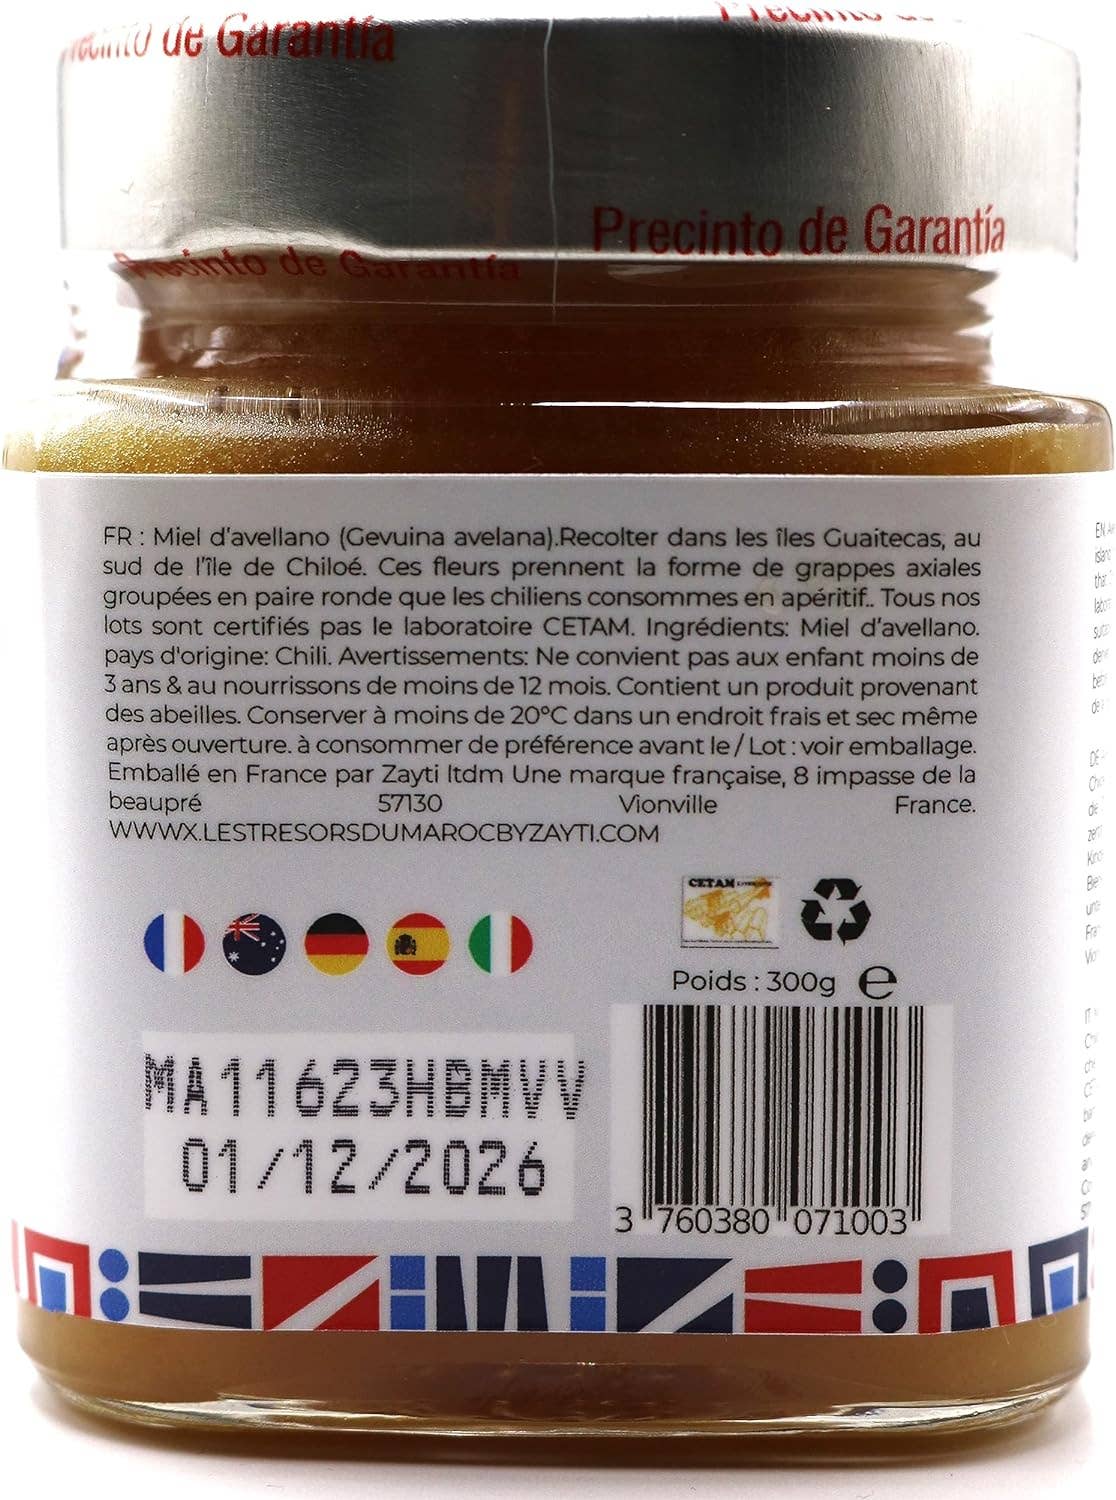 Precinto de Garantía
Precinto de
Precinto de Garantía
Precinto de Garantía
FR : Miel d'avellano (Gevuina avelana).Recolter dans les îles Guaitecas, au
sud de l'île de Chiloé. Ces fleurs prennent la forme de grappes axiales
groupées en paire ronde que les chiliens consommes en apéritif.. Tous nos
lots sont certifiés pas le laboratoire CETAM. Ingrédients: Miel d'avellano.
pays d'origine: Chili. Avertissements: Ne convient pas aux enfant moins de
3 ans & au nourrissons de moins de 12 mois. Contient un produit provenant
des abeilles. Conserver à moins de 20°C dans un endroit frais et sec même
après ouverture. à consommer de préférence avant le / Lot : voir emballage.
Emballé en France par Zayti ltdm Une marque française, 8 impasse de la
beaupré 57130 Vionville France.
WWWX.LESTRESORSDUMAROCBYZAYTI.COM
CETAM
Poids : 300g e
MA11623HBMVV
01/12/2026
3 760380 071003
EN
DE
IT